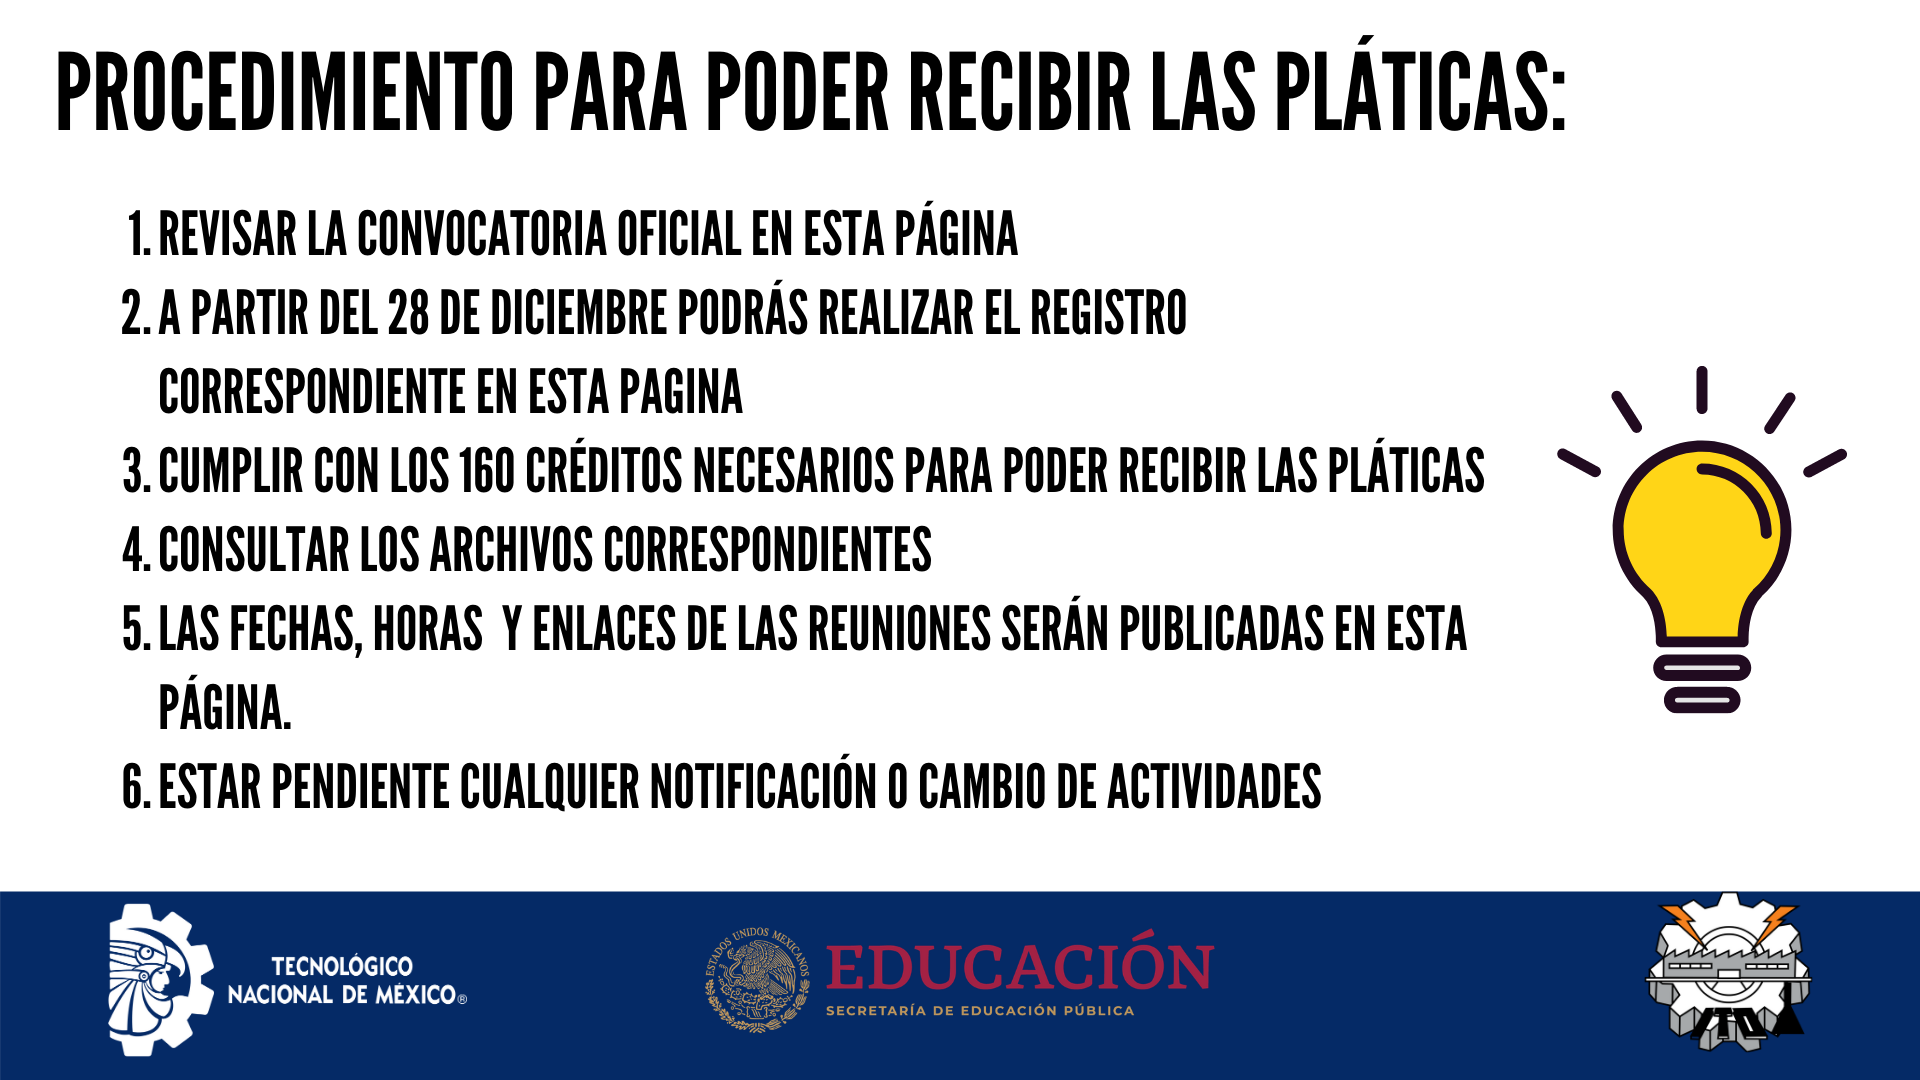 PROCEDIMIENTO PARA PODER RECIBIR LAS PLÁTICAS:
1. REVISAR LA CONVOCATORIA OFICIAL EN ESTA PÁGINA
2. A PARTIR DEL 28 DE DICIEMBRE PODRÁS REALIZAR EL REGISTRO
CORRESPONDIENTE EN ESTA PAGINA
3. CUMPLIR CON LOS 160 CRÉDITOS NECESARIOS PARA PODER RECIBIR LAS PLÁTICAS
4. CONSULTAR LOS ARCHIVOS CORRESPONDIENTES
5. LAS FECHAS, HORAS  Y ENLACES DE LAS REUNIONES SERÁN PUBLICADAS EN ESTA
PÁGINA.
6. ESTAR PENDIENTE CUALQUIER NOTIFICACIÓN O CAMBIO DE ACTIVIDADES
TECNOLÓGICO
NACIONAL DE MÉXICO®
ESTADOS UNIDOS MEXICANOS
EDUCACIÓN
SECRETARÍA DE EDUCACIÓN PÚBLICA